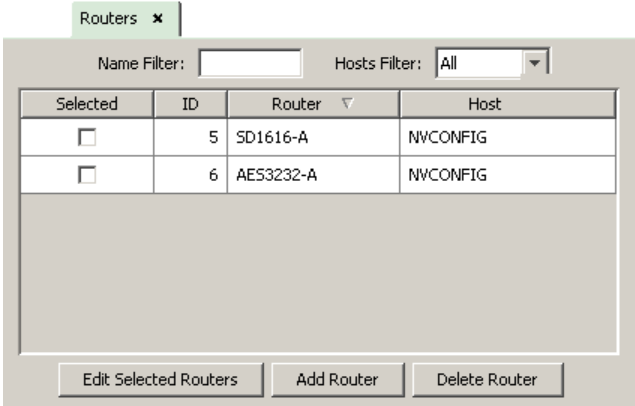 Routers ×
Name Filter: Hosts Filter: All
Selected ID Router Host
5 SD1616-A NVCONFIG
6 AES3232-A NVCONFIG
Edit Selected Routers Add Router Delete Router